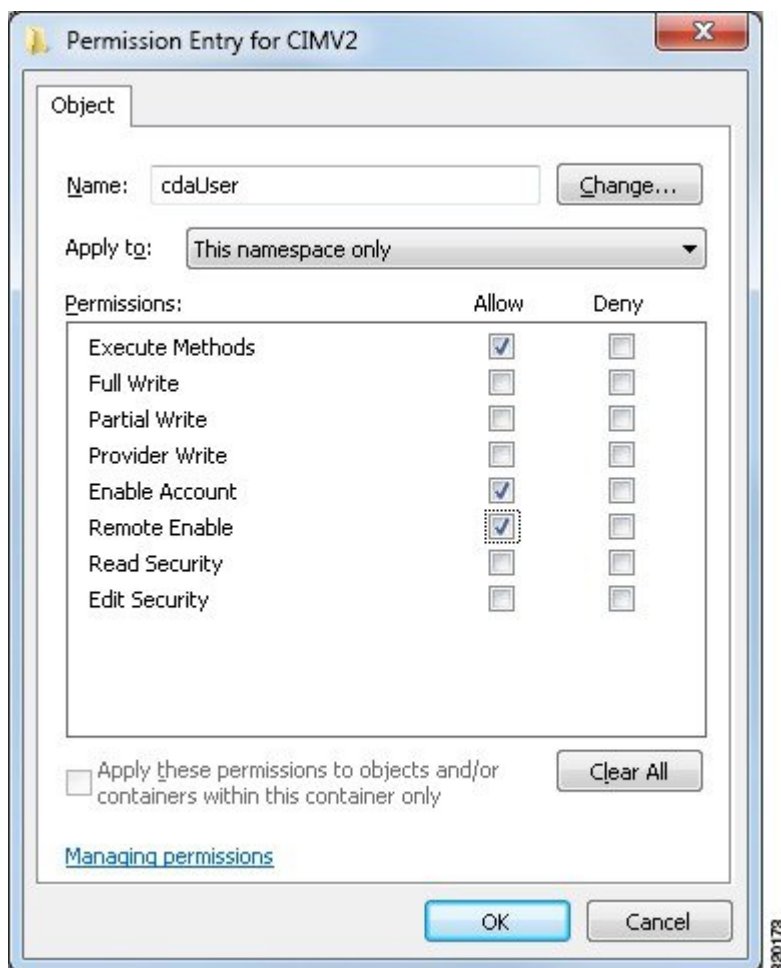 Permission Entry for CIMV2
Object
Name: cdaUser Change...
Apply to: This namespace only
Permissions: Allow Deny
Execute Methods
Full Write
Partial Write
Provider Write
Enable Account
Remote Enable
Read Security
Edit Security
Apply these permissions to objects and/or
containers within this container only
Clear All
Managing permissions
OK Cancel